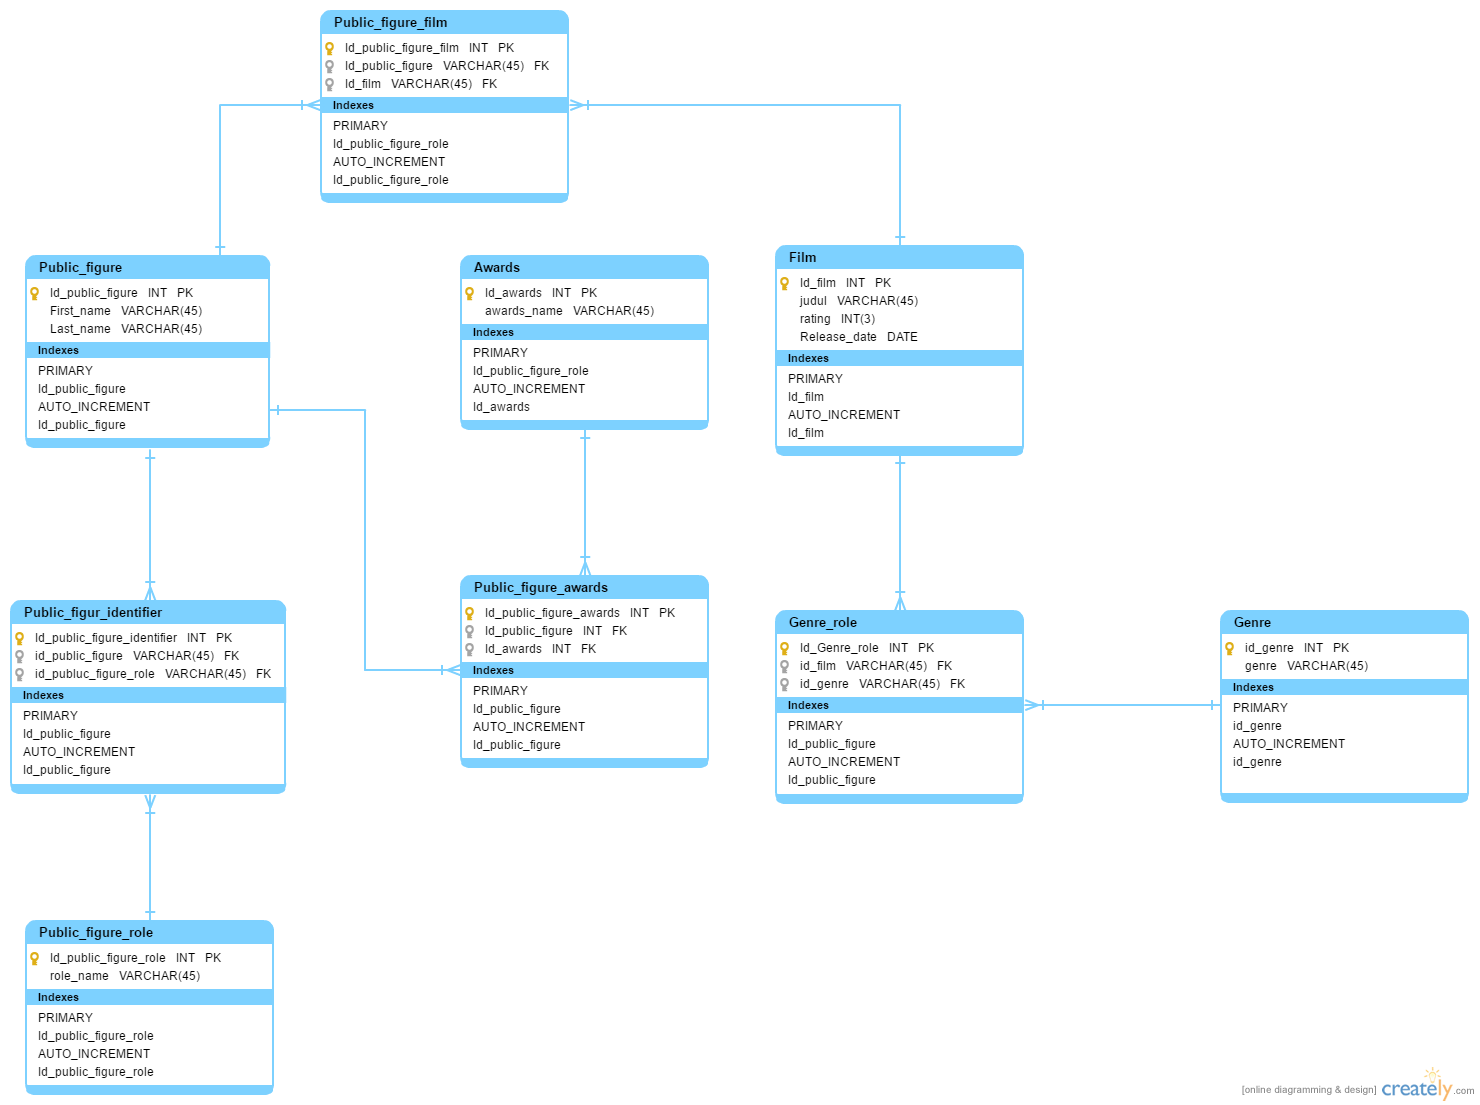 Public_figure_film
Id_public_figure_film INT PK
Id_public_figure VARCHAR(45) FK
Id_film VARCHAR(45) FK
Indexes
PRIMARY
Id_public_figure_role
AUTO_INCREMENT
Id_public_figure_role
Public_figure
Id_public_figure INT PK
First_name VARCHAR(45)
Last_name VARCHAR(45)
Indexes
PRIMARY
Id_public_figure
AUTO_INCREMENT
Id_public_figure
Awards
Id_awards INT PK
awards_name VARCHAR(45)
Indexes
PRIMARY
Id_public_figure_role
AUTO_INCREMENT
Id_awards
Film
Id_film INT PK
judul VARCHAR(45)
rating INT(3)
Release_date DATE
Indexes
PRIMARY
Id_film
AUTO_INCREMENT
Id_film
Public_figur_identifier
Id_public_figure_identifier INT PK
id_public_figure VARCHAR(45) FK
id_publuc_figure_role VARCHAR(45) FK
Indexes
PRIMARY
Id_public_figure
AUTO_INCREMENT
Id_public_figure
Public_figure_awards
Id_public_figure_awards INT PK
Id_public_figure INT FK
Id_awards INT FK
Indexes
PRIMARY
Id_public_figure
AUTO_INCREMENT
Id_public_figure
Genre_role
Id_Genre_role INT PK
id_film VARCHAR(45) FK
id_genre VARCHAR(45) FK
Indexes
PRIMARY
Id_public_figure
AUTO_INCREMENT
Id_public_figure
Genre
id_genre INT PK
genre VARCHAR(45)
Indexes
PRIMARY
id_genre
AUTO_INCREMENT
id_genre
Public_figure_role
Id_public_figure_role INT PK
role_name VARCHAR(45)
Indexes
PRIMARY
Id_public_figure_role
AUTO_INCREMENT
Id_public_figure_role
[online diagramming & design] creately.com